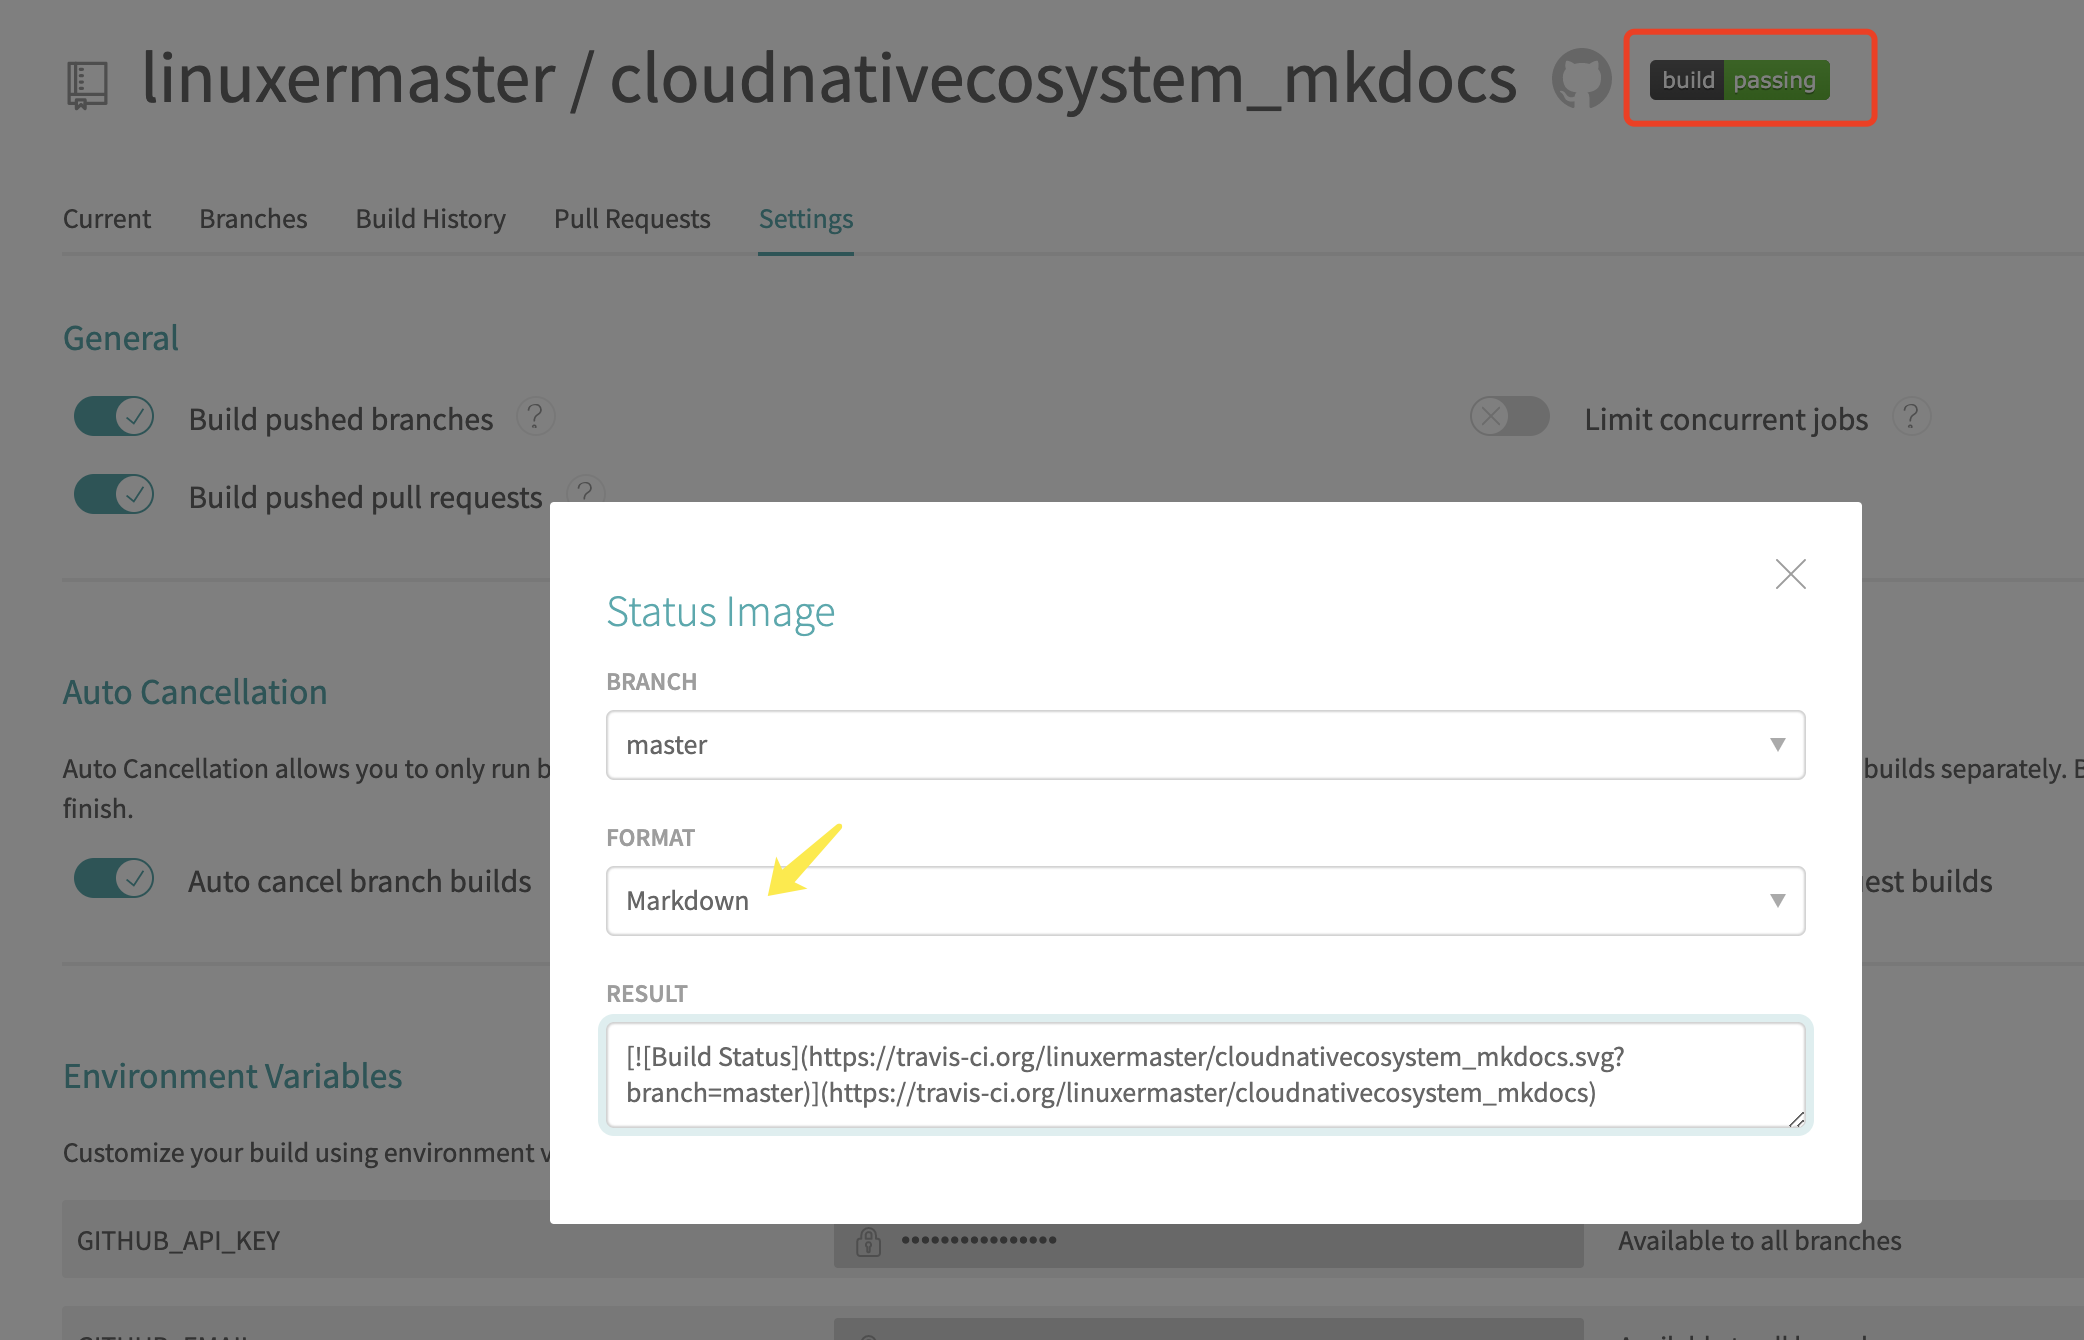 linuxermaster / cloudnativecosystem_mkdocs
build passing
Current Branches Build History Pull Requests Settings
General
Build pushed branches ?
Limit concurrent jobs ?
Build pushed pull requests ?
Status Image
BRANCH
master
FORMAT
Markdown
RESULT
[![Build Status](https://travis-ci.org/linuxermaster/cloudnativecosystem_mkdocs.svg?
branch=master)](https://travis-ci.org/linuxermaster/cloudnativecosystem_mkdocs)
Auto Cancellation
Auto Cancellation allows you to only run b
builds separately. B
finish.
Auto cancel branch builds
est builds
Environment Variables
Customize your build using environment v
GITHUB_API_KEY •••••••••••••••• Available to all branches